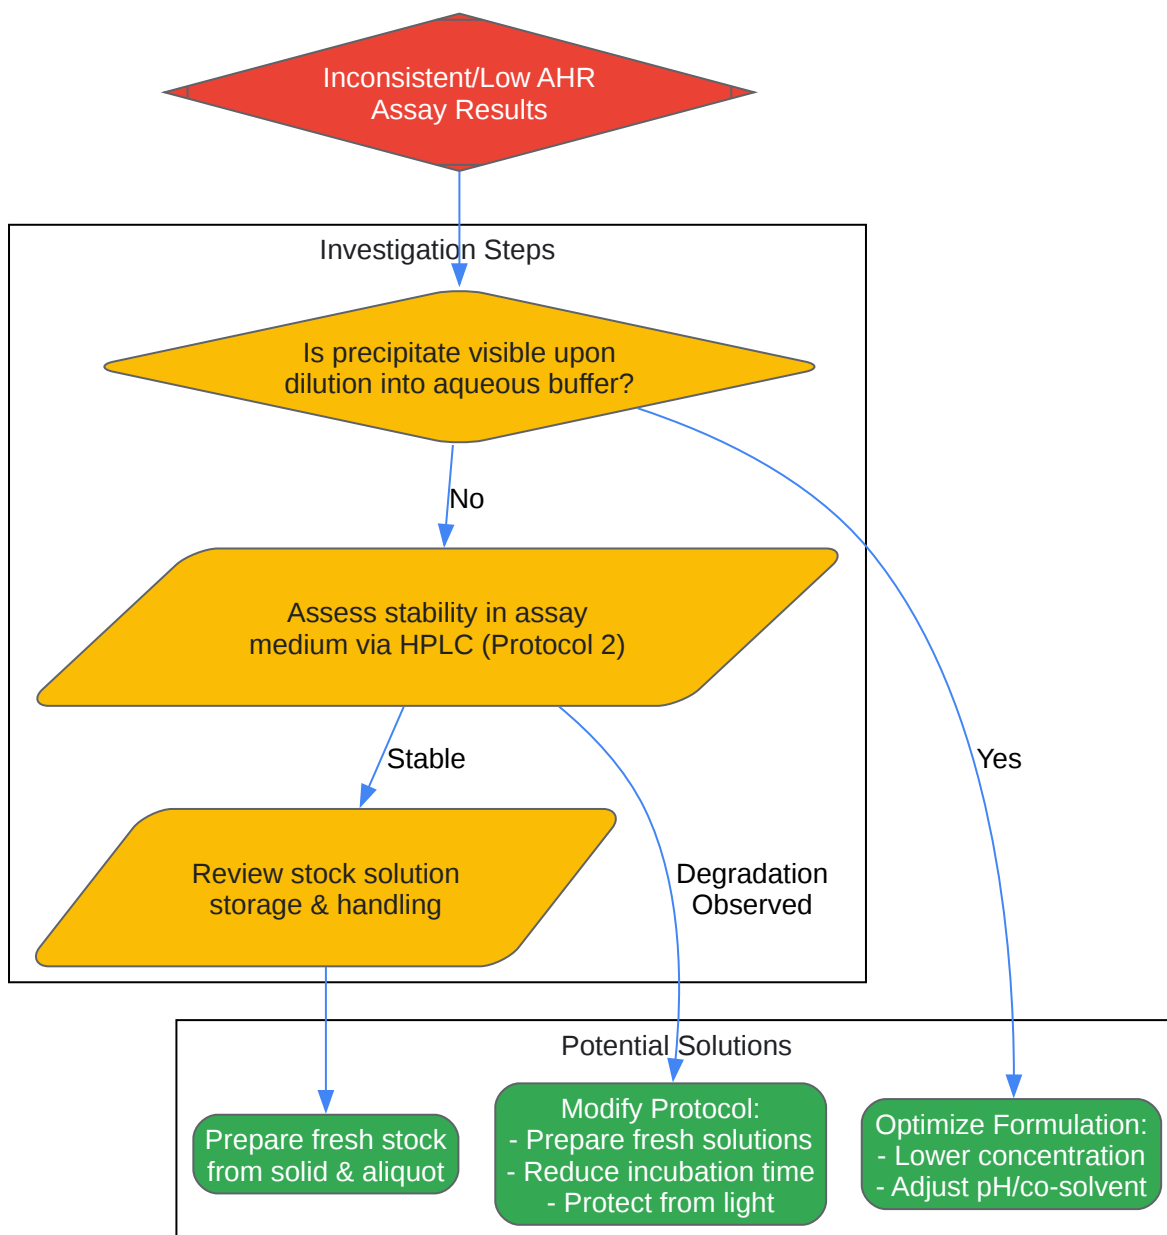 Inconsistent/Low AHR
Assay Results
Investigation Steps
Is precipitate visible upon
dilution into aqueous buffer?
No
Assess stability in assay
medium via HPLC (Protocol 2)
Stable
Yes
Review stock solution
storage & handling
Degradation
Observed
Potential Solutions
Prepare fresh stock
from solid & aliquot
Modify Protocol:
- Prepare fresh solutions
- Reduce incubation time
- Protect from light
Optimize Formulation:
- Lower concentration
- Adjust pH/co-solvent